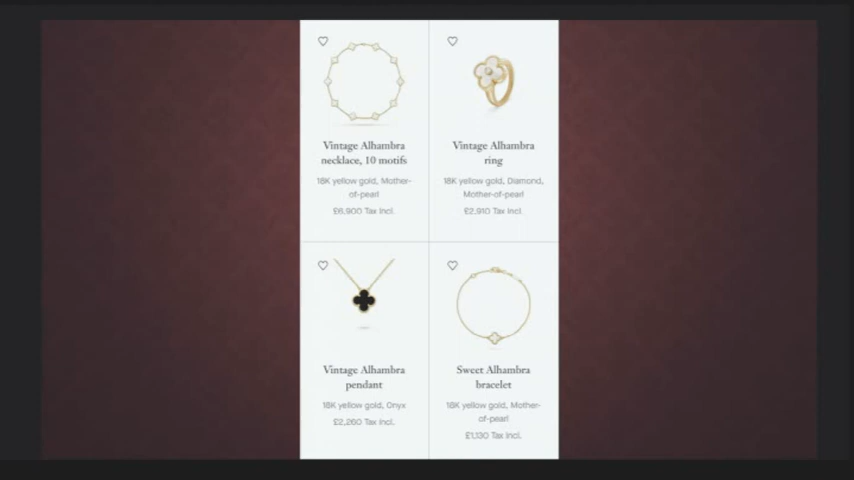 Vintage Alhambra
necklace, 10 motifs
18K yellow gold, Mother-
of-pearl
£6,900 Tax incl.
Vintage Alhambra
ring
18K yellow gold, Diamond,
Mother-of-pearl
£2,910 Tax incl.
Vintage Alhambra
pendant
18K yellow gold, Onyx
£2,260 Tax incl.
Sweet Alhambra
bracelet
18K yellow gold, Mother-
of-pearl
£1,130 Tax incl.